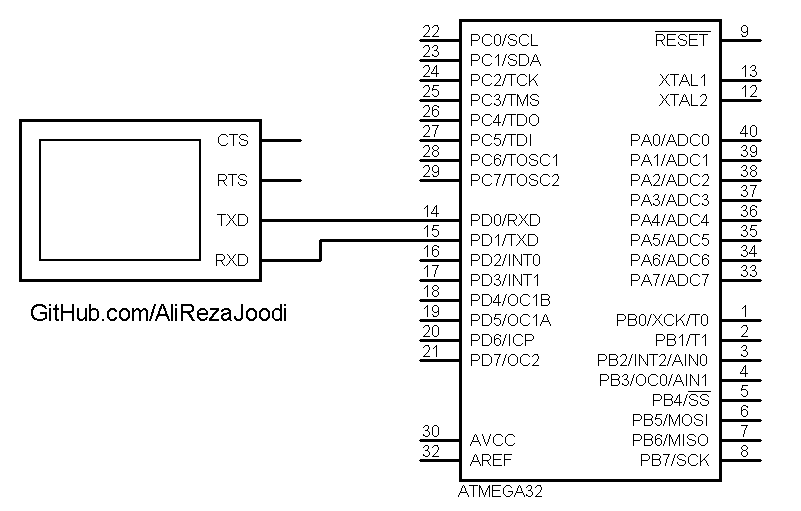 CTS
RTS
TXD
RXD
GitHub.com/AliRezaJoodi
22 PC0/SCL
23 PC1/SDA
24 PC2/TCK
25 PC3/TMS
26 PC4/TDO
27 PC5/TDI
28 PC6/TOSC1
29 PC7/TOSC2
14 PD0/RXD
15 PD1/TXD
16 PD2/INT0
17 PD3/INT1
18 PD4/OC1B
19 PD5/OC1A
20 PD6/ICP
21 PD7/OC2
30 AVCC
32 AREF
RESET 9
XTAL1 13
XTAL2 12
PA0/ADC0 40
PA1/ADC1 39
PA2/ADC2 38
PA3/ADC3 37
PA4/ADC4 36
PA5/ADC5 35
PA6/ADC6 34
PA7/ADC7 33
PB0/XCK/T0 1
PB1/T1 2
PB2/INT2/AIN0 3
PB3/OC0/AIN1 4
PB4/SS 5
PB5/MOSI 6
PB6/MISO 7
PB7/SCK 8
ATMEGA32